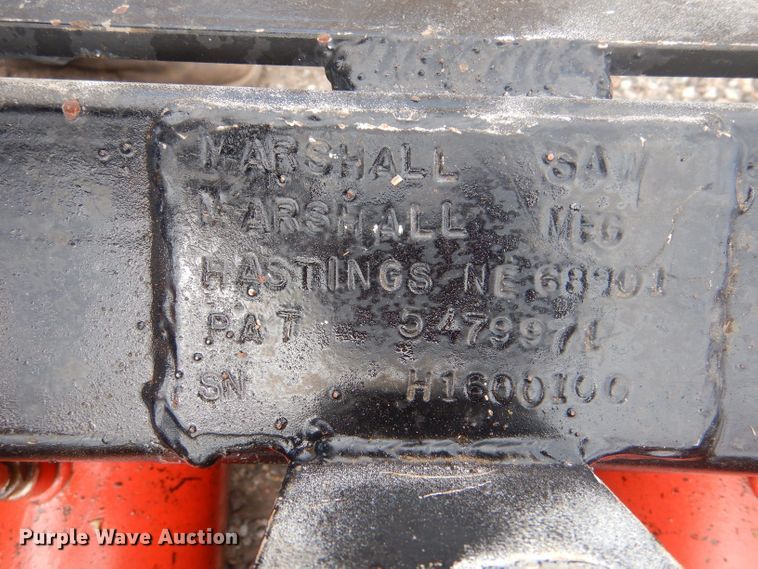 MARSHALL SAW
MARSHALL MFG
HASTINGS NE 68901
PAT 5479971
SN H1600100
Purple Wave Auction®